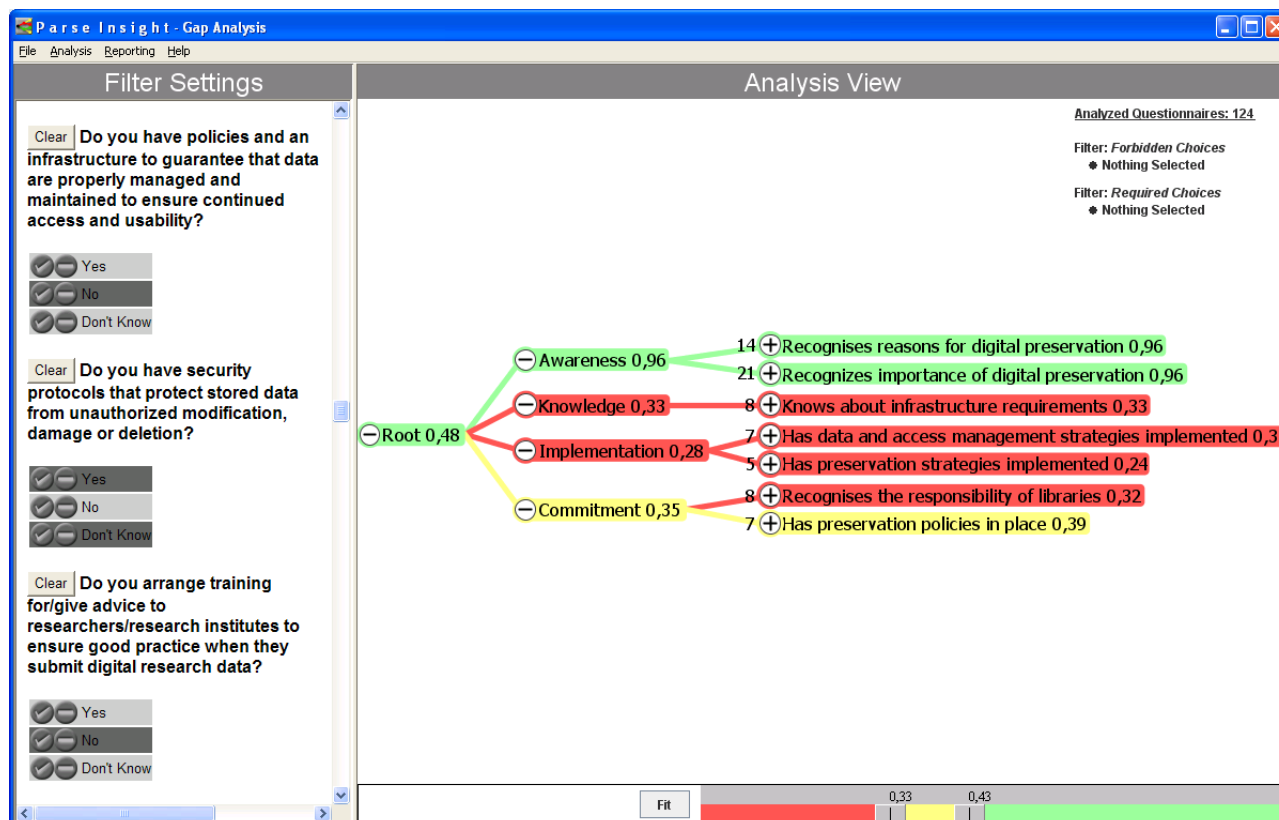 Parse Insight - Gap Analysis
File Analysis Reporting Help
Filter Settings
Clear Do you have policies and an
infrastructure to guarantee that data
are properly managed and
maintained to ensure continued
access and usability?
Yes
No
Don't Know
Clear Do you have security
protocols that protect stored data
from unauthorized modification,
damage or deletion?
Yes
No
Don't Know
Clear Do you arrange training
for/give advice to
researchers/research institutes to
ensure good practice when they
submit digital research data?
Yes
No
Don't Know
Analysis View
Analyzed Questionnaires: 124
Filter: Forbidden Choices
Nothing Selected
Filter: Required Choices
Nothing Selected
Root 0,48
Awareness 0,96
14 Recognises reasons for digital preservation 0,96
21 Recognizes importance of digital preservation 0,96
Knowledge 0,33
8 Knows about infrastructure requirements 0,33
Implementation 0,28
7 Has data and access management strategies implemented 0,3
5 Has preservation strategies implemented 0,24
Commitment 0,35
8 Recognises the responsibility of libraries 0,32
7 Has preservation policies in place 0,39
Fit
0,33 0,43